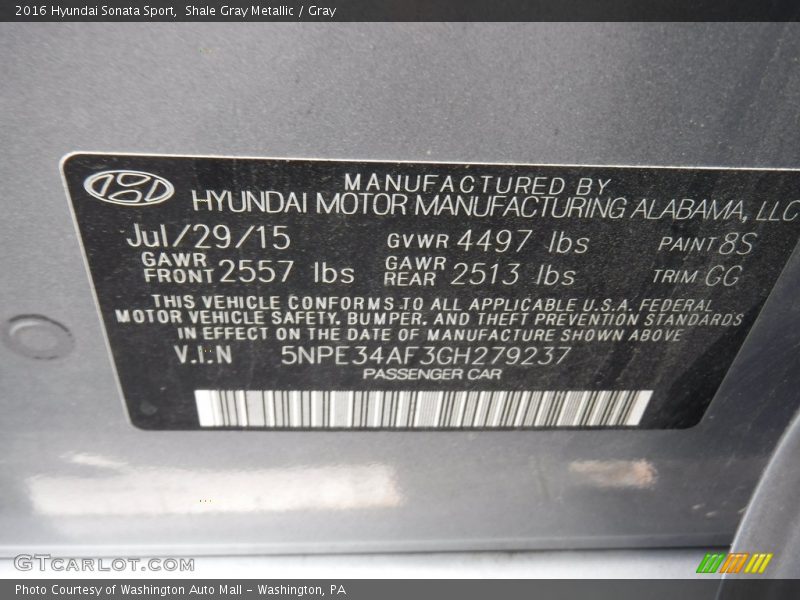 2016 Hyundai Sonata Sport,  Shale Gray Metallic / Gray
MANUFACTURED BY
HYUNDAI MOTOR MANUFACTURING ALABAMA, LLC
Jul/29/15 GVWR 4497 lbs PAINT 8S
GAWR FRONT 2557 lbs GAWR REAR 2513 lbs TRIM GG
THIS VEHICLE CONFORMS TO ALL APPLICABLE U.S.A. FEDERAL
MOTOR VEHICLE SAFETY, BUMPER, AND THEFT PREVENTION STANDARDS
IN EFFECT ON THE DATE OF MANUFACTURE SHOWN ABOVE
V.I.N 5NPE34AF3GH279237
PASSENGER CAR
GTCARLOT.COM
Photo Courtesy of Washington Auto Mall - Washington, PA